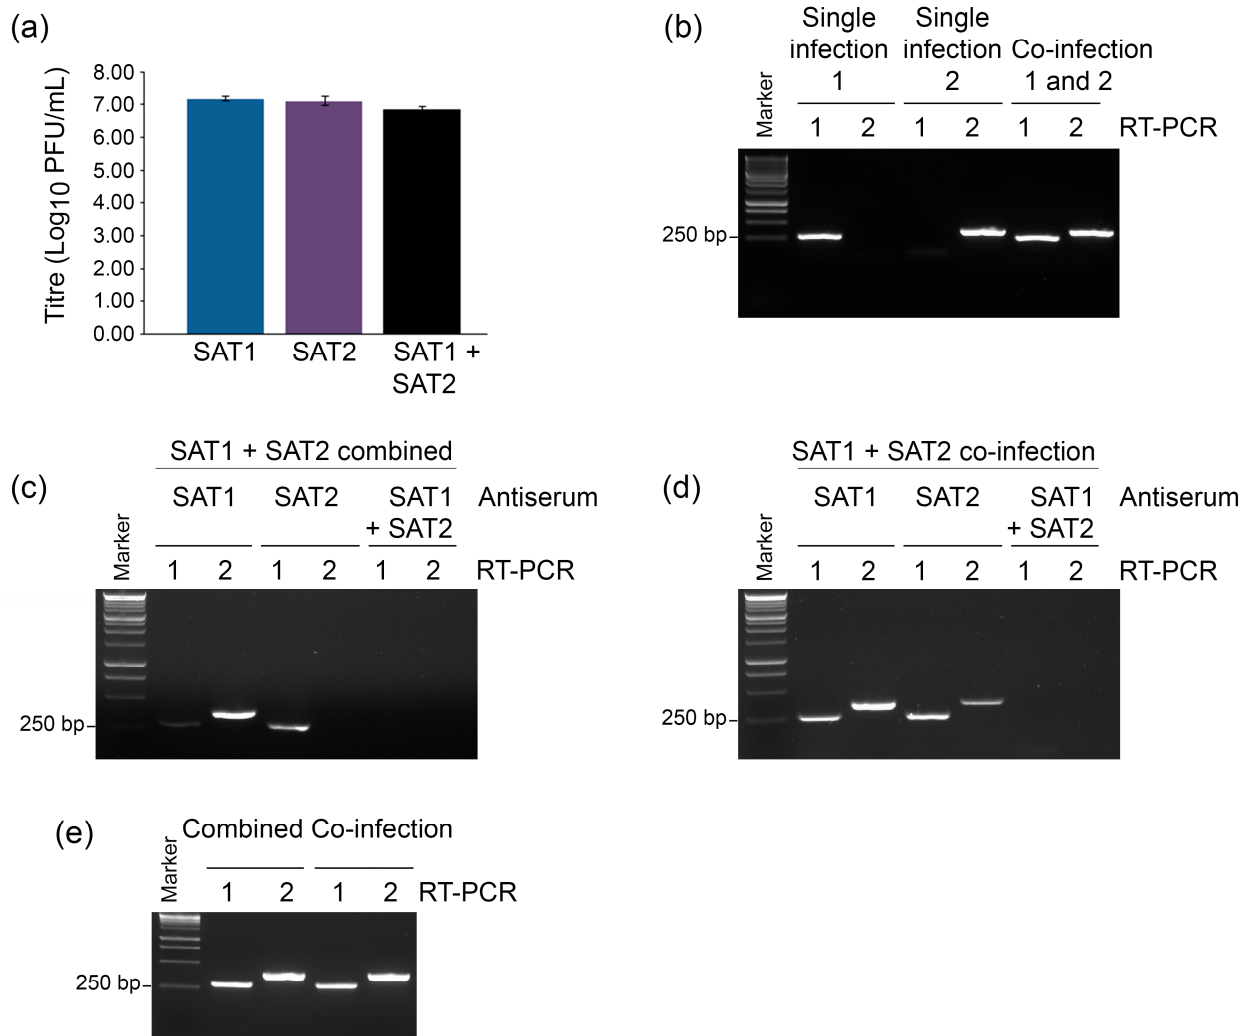 (a)
8.00
7.00
6.00
5.00
4.00
3.00
2.00
1.00
0.00
Titre (Log10 PFU/mL)
SAT1 SAT2 SAT1 +
SAT2
(b)
Single Single
infection infection Co-infection
1 2 1 and 2
Marker
1 2 1 2 1 2 RT-PCR
250 bp
(c)
SAT1 + SAT2 combined
SAT1 SAT2 SAT1 Antiserum
+ SAT2
Marker
1 2 1 2 1 2 RT-PCR
250 bp
(d)
SAT1 + SAT2 co-infection
SAT1 SAT2 SAT1 Antiserum
+ SAT2
Marker
1 2 1 2 1 2 RT-PCR
250 bp
(e)
Combined Co-infection
Marker
1 2 1 2 RT-PCR
250 bp